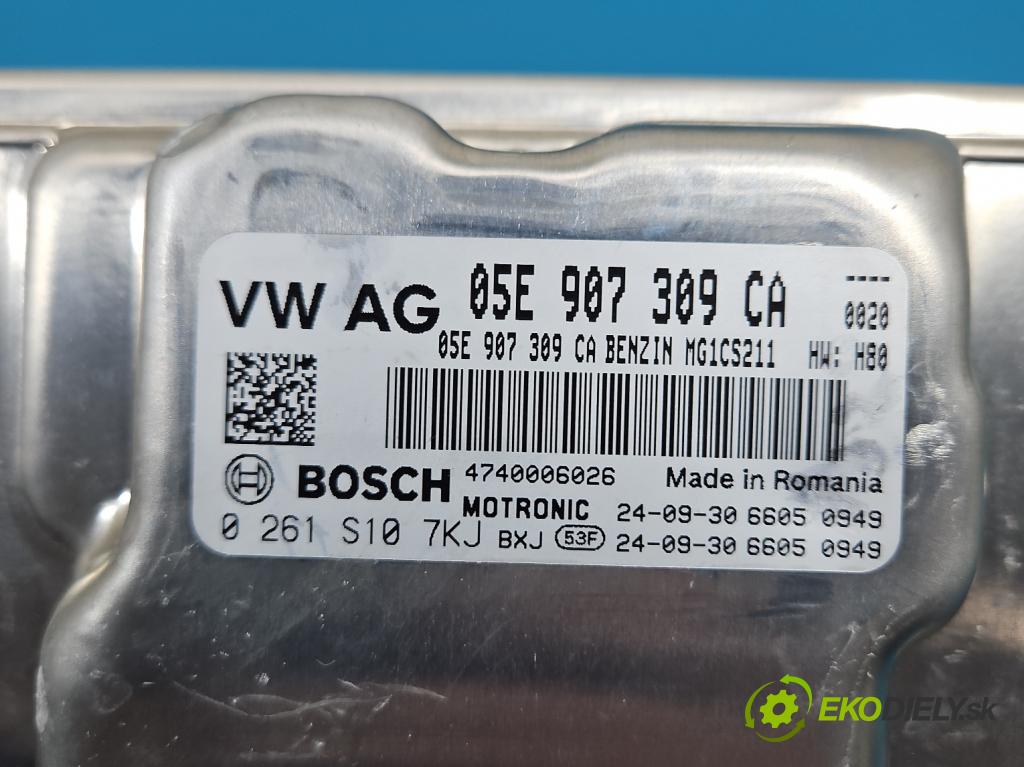 VW AG 05E 907 309 CA ----
0020
05E 907 309 CA BENZIN MG1CS211 HW: H80
BOSCH 4740006026 Made in Romania
MOTRONIC 24-09-30 6605 0949
0 261 S10 7KJ BXJ 53F 24-09-30 6605 0949
EKODIELY.sk